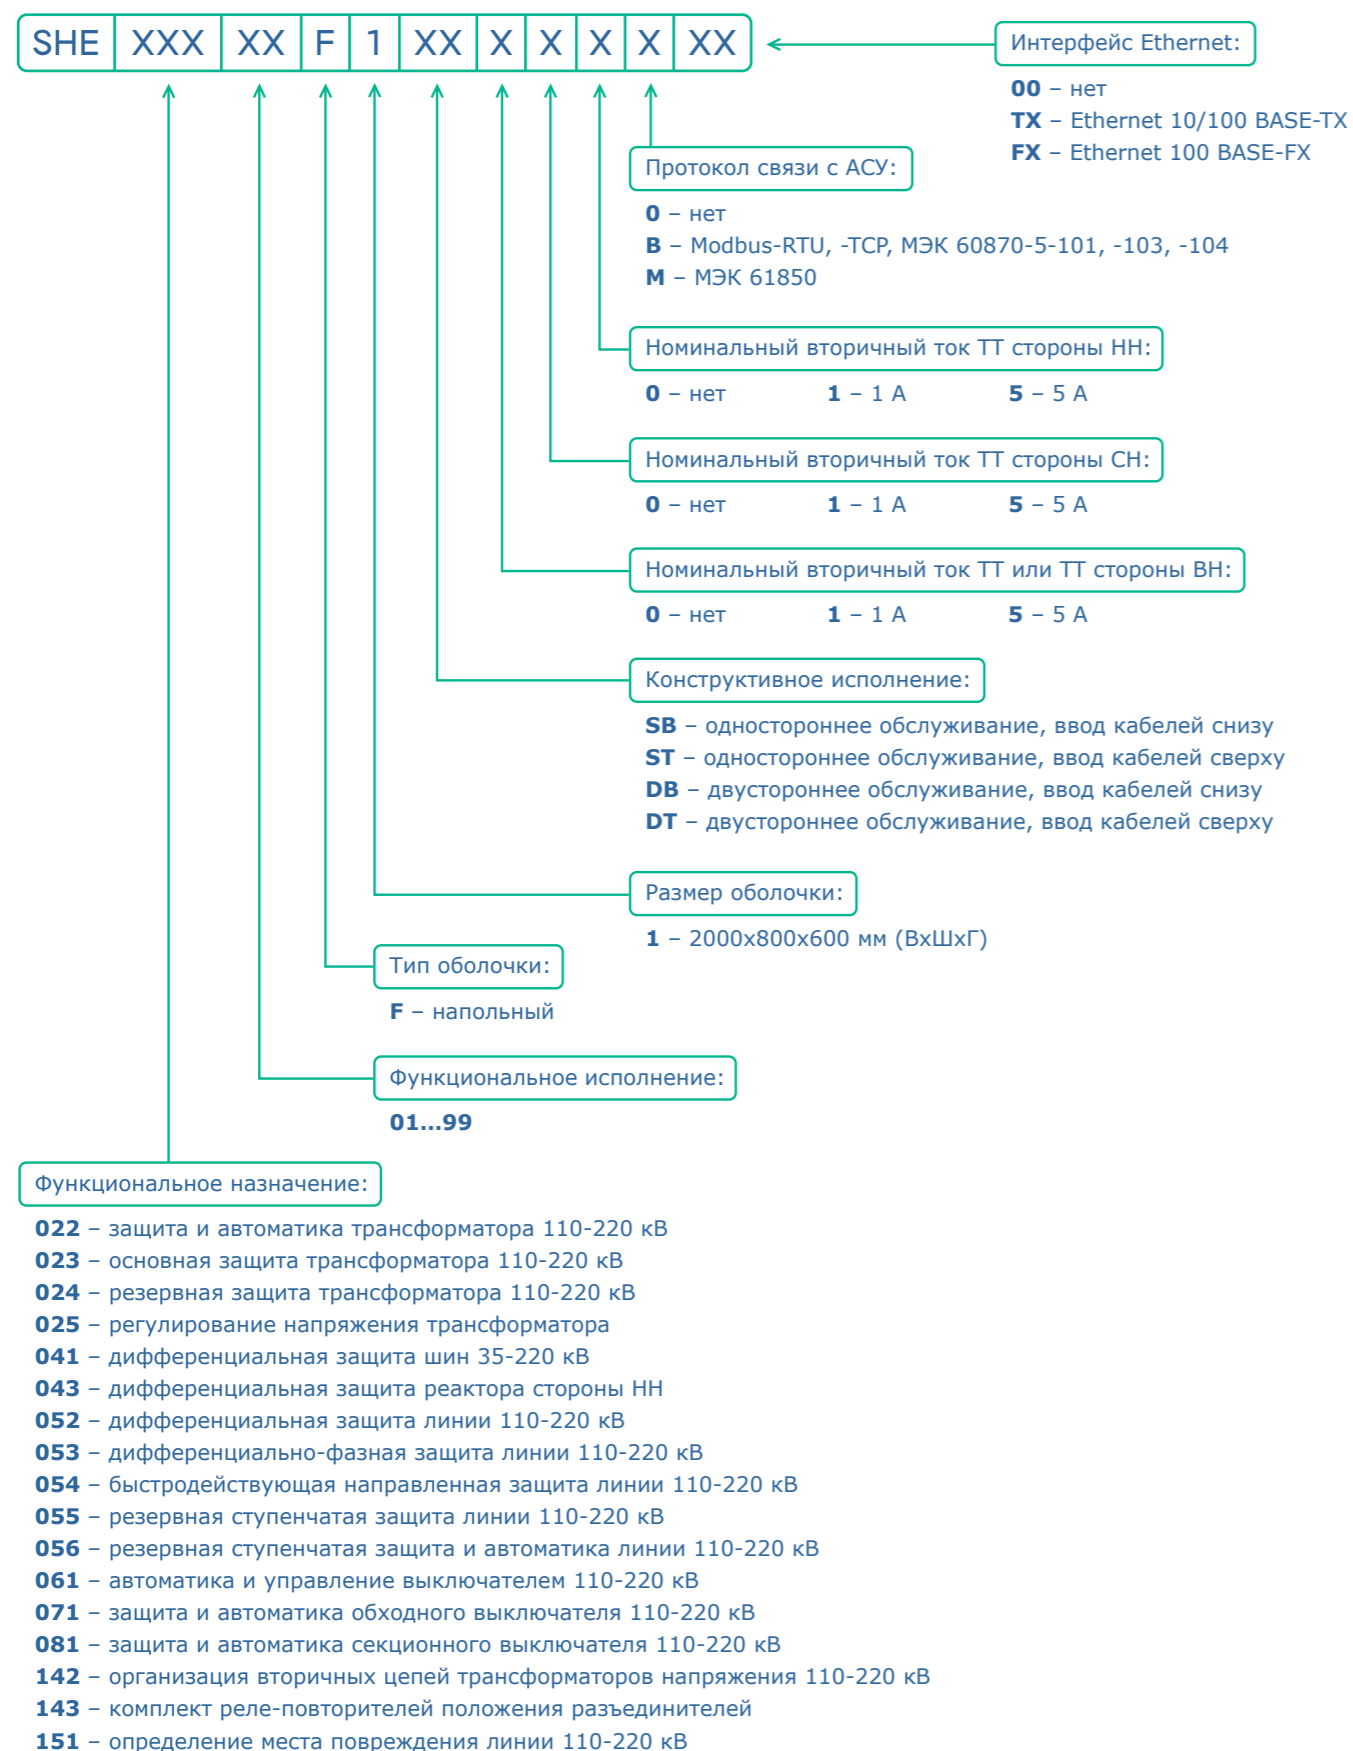 SHE XXX XX F 1 XX X X X X XX
Интерфейс Ethernet:
00 – нет
TX – Ethernet 10/100 BASE-TX
FX – Ethernet 100 BASE-FX
Протокол связи с АСУ:
0 – нет
B – Modbus-RTU, -TCP, МЭК 60870-5-101, -103, -104
M – МЭК 61850
Номинальный вторичный ток ТТ стороны НН:
0 – нет 1 – 1 А 5 – 5 А
Номинальный вторичный ток ТТ стороны СН:
0 – нет 1 – 1 А 5 – 5 А
Номинальный вторичный ток ТТ или ТТ стороны ВН:
0 – нет 1 – 1 А 5 – 5 А
Конструктивное исполнение:
SB – одностороннее обслуживание, ввод кабелей снизу
ST – одностороннее обслуживание, ввод кабелей сверху
DB – двустороннее обслуживание, ввод кабелей снизу
DT – двустороннее обслуживание, ввод кабелей сверху
Размер оболочки:
1 – 2000x800x600 мм (ВхШхГ)
Тип оболочки:
F – напольный
Функциональное исполнение:
01...99
Функциональное назначение:
022 – защита и автоматика трансформатора 110-220 кВ
023 – основная защита трансформатора 110-220 кВ
024 – резервная защита трансформатора 110-220 кВ
025 – регулирование напряжения трансформатора
041 – дифференциальная защита шин 35-220 кВ
043 – дифференциальная защита реактора стороны НН
052 – дифференциальная защита линии 110-220 кВ
053 – дифференциально-фазная защита линии 110-220 кВ
054 – быстродействующая направленная защита линии 110-220 кВ
055 – резервная ступенчатая защита линии 110-220 кВ
056 – резервная ступенчатая защита и автоматика линии 110-220 кВ
061 – автоматика и управление выключателем 110-220 кВ
071 – защита и автоматика обходного выключателя 110-220 кВ
081 – защита и автоматика секционного выключателя 110-220 кВ
142 – организация вторичных цепей трансформаторов напряжения 110-220 кВ
143 – комплект реле-повторителей положения разъединителей
151 – определение места повреждения линии 110-220 кВ